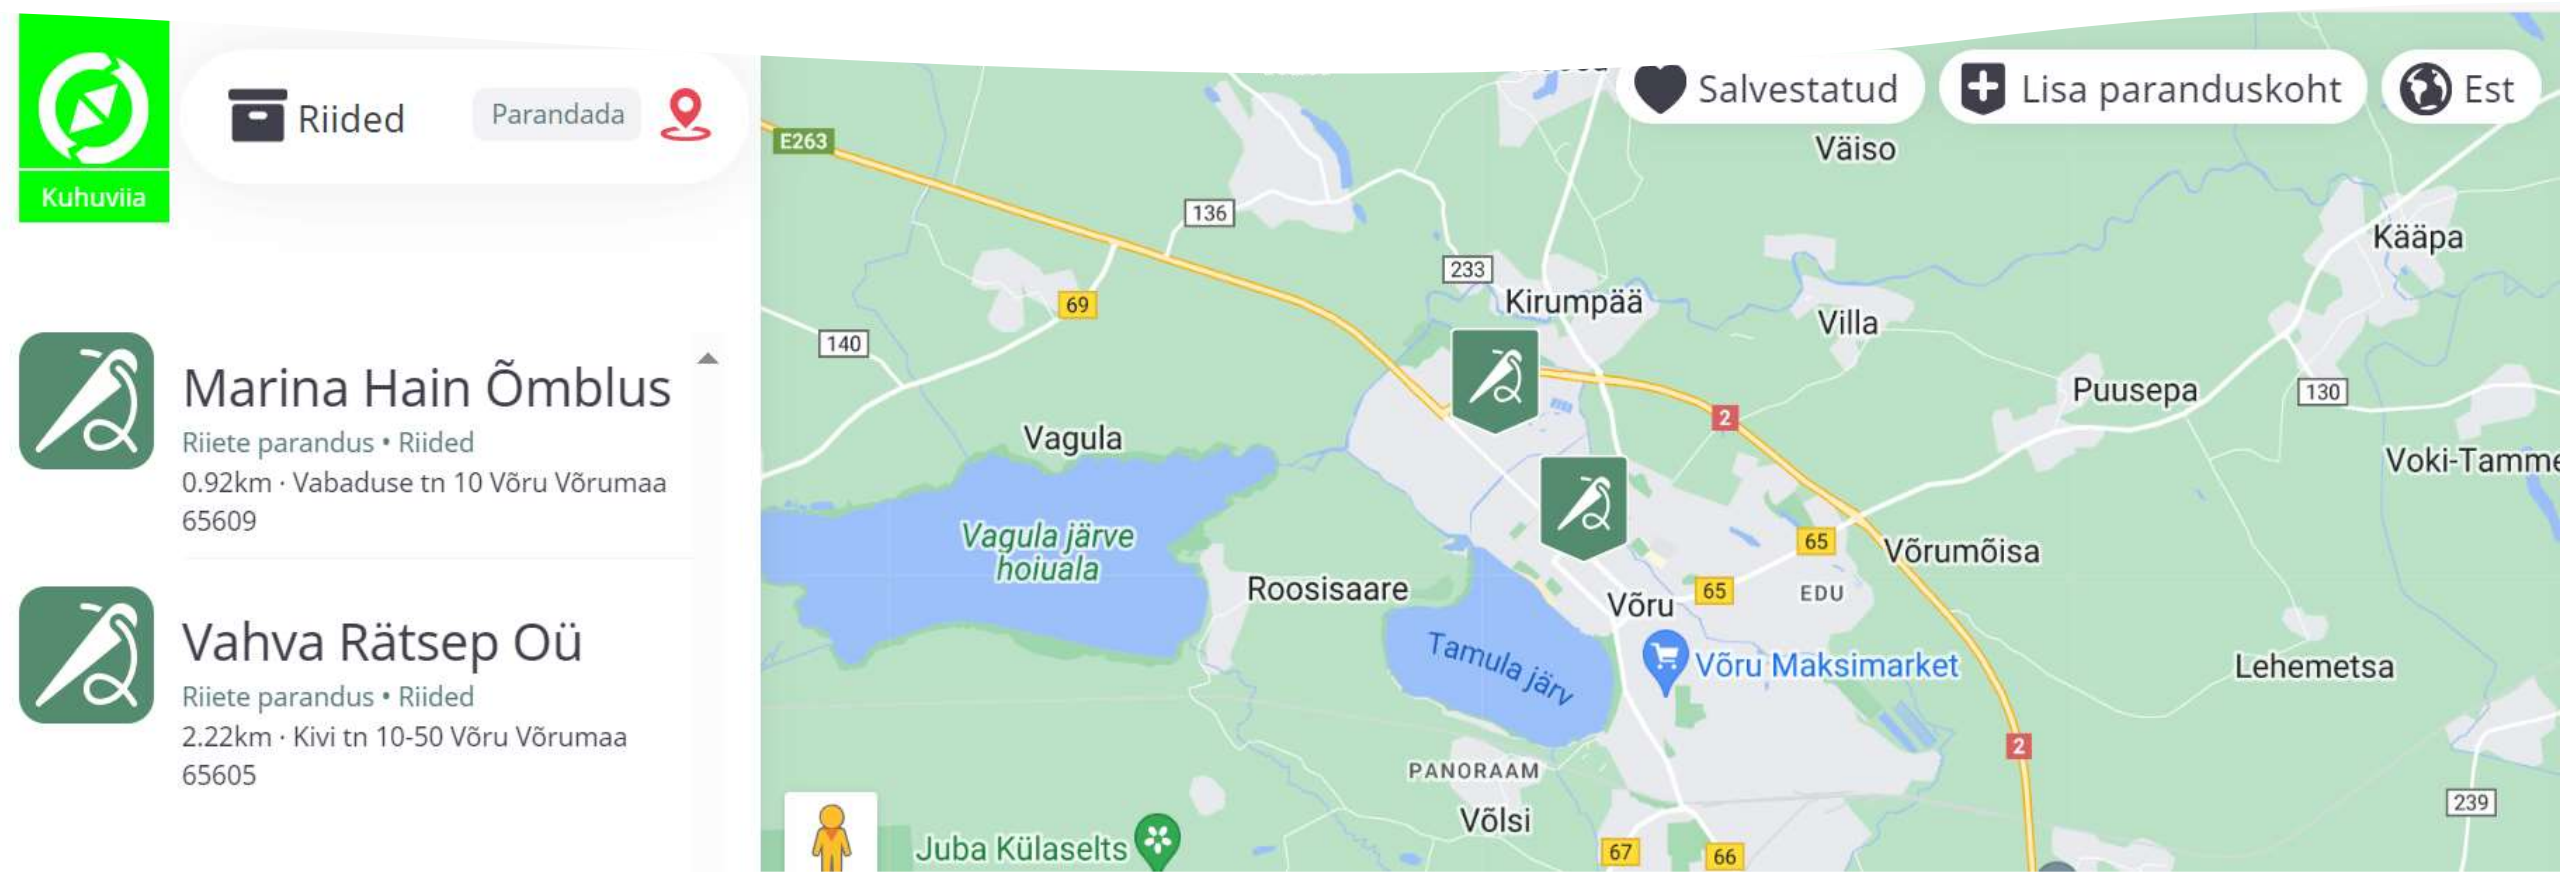 Kuhuviia
Riided
Parandada
Marina Hain Õmblus
Riiete parandus • Riided
0.92km · Vabaduse tn 10 Võru Võrumaa
65609
Vahva Rätsep Oü
Riiete parandus • Riided
2.22km · Kivi tn 10-50 Võru Võrumaa
65605
Salvestatud
Lisa paranduskoht
Est
E263
Väiso
136
Kääpa
233
69
Kirumpää
Villa
140
2
Puusepa
130
Vagula
Voki-Tamme
Vagula järve
hoiuala
65
Võrumõisa
Roosisaare
Võru
65
EDU
Tamula järv
Võru Maksimarket
Lehemetsa
2
PANORAAM
Võlsi
239
Juba Külaselts
67
66